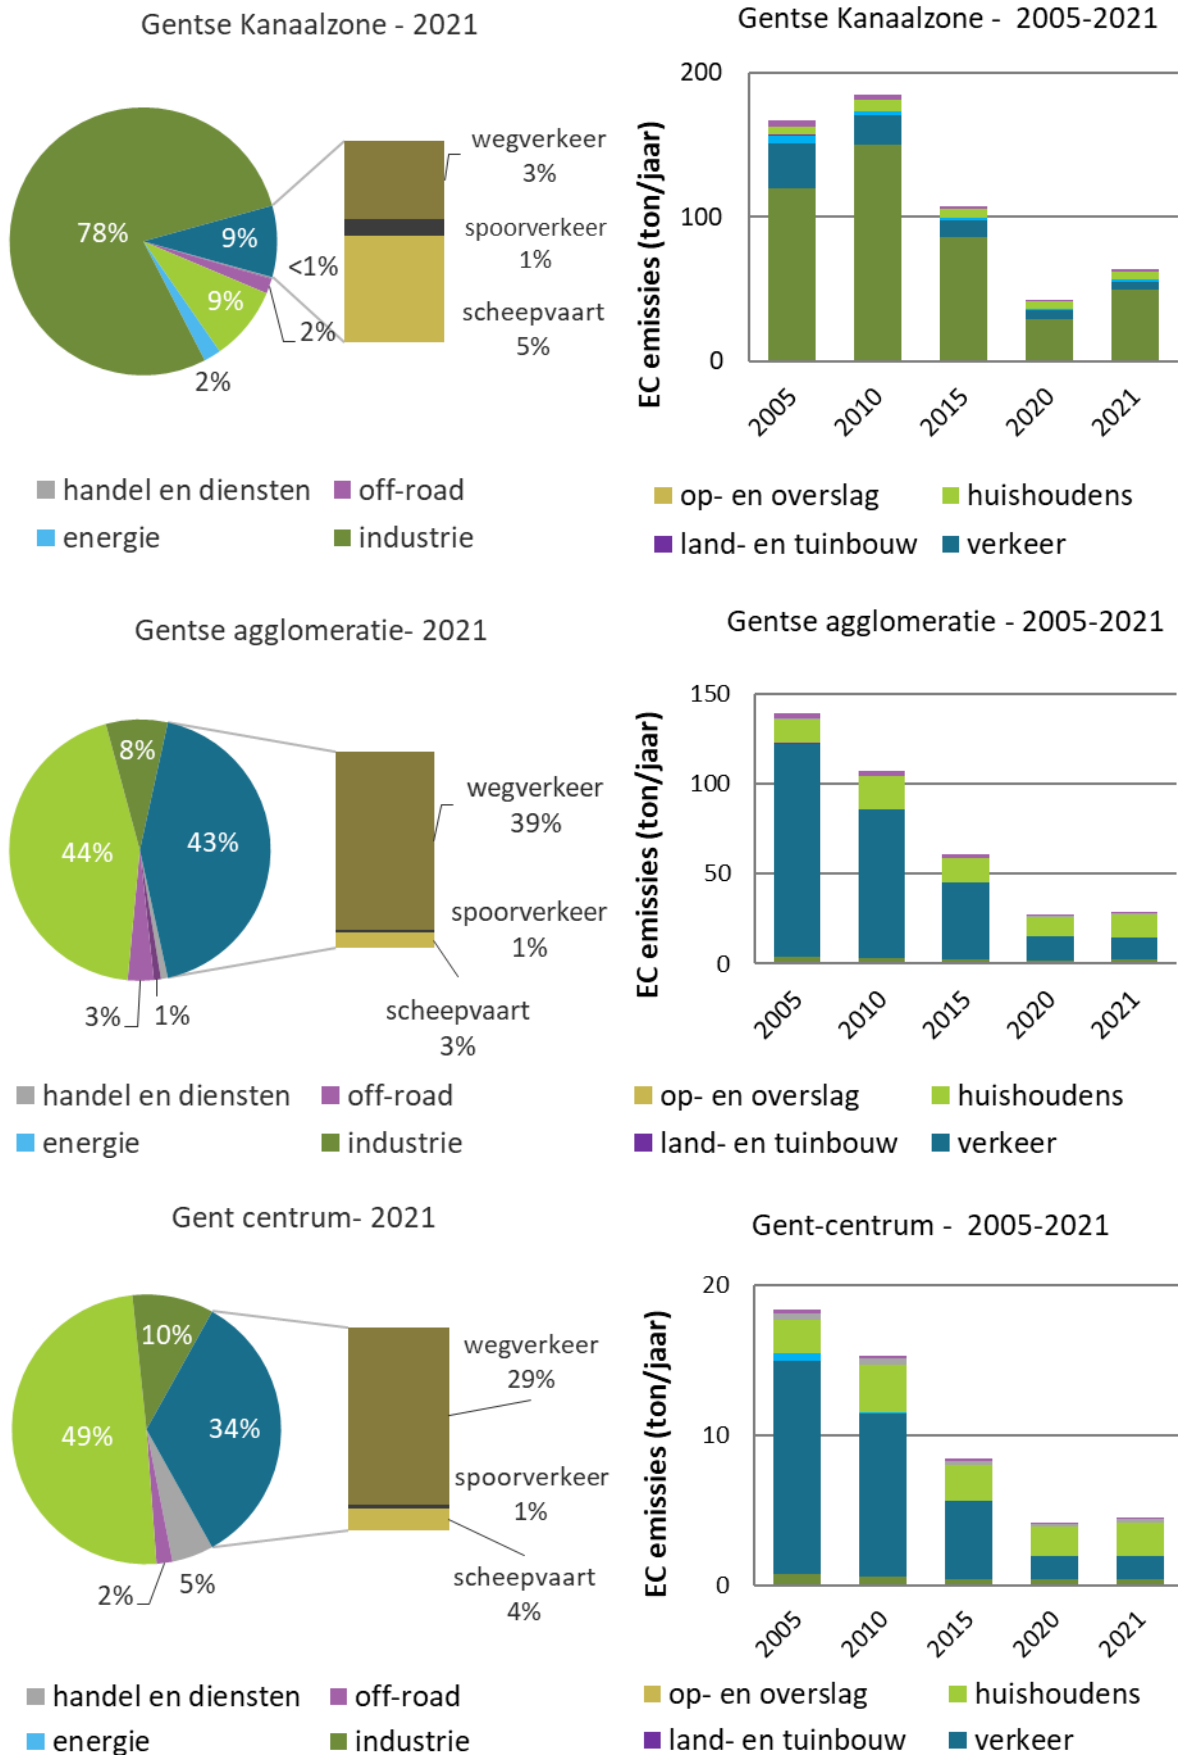 Gentse Kanaalzone - 2021
78%
9%
<1%
9%
2%
2%
wegverkeer
3%
spoorverkeer
1%
scheepvaart
5%
handel en diensten
off-road
energie
industrie
Gentse Kanaalzone - 2005-2021
EC emissies (ton/jaar)
200
100
0
2005
2010
2015
2020
2021
op- en overslag
huishoudens
land- en tuinbouw
verkeer
Gentse agglomeratie- 2021
8%
43%
44%
3%
1%
wegverkeer
39%
spoorverkeer
1%
scheepvaart
3%
handel en diensten
off-road
energie
industrie
Gentse agglomeratie - 2005-2021
EC emissies (ton/jaar)
150
100
50
0
2005
2010
2015
2020
2021
op- en overslag
huishoudens
land- en tuinbouw
verkeer
Gent centrum- 2021
10%
34%
49%
2%
5%
wegverkeer
29%
spoorverkeer
1%
scheepvaart
4%
handel en diensten
off-road
energie
industrie
Gent-centrum - 2005-2021
EC emissies (ton/jaar)
20
10
0
2005
2010
2015
2020
2021
op- en overslag
huishoudens
land- en tuinbouw
verkeer